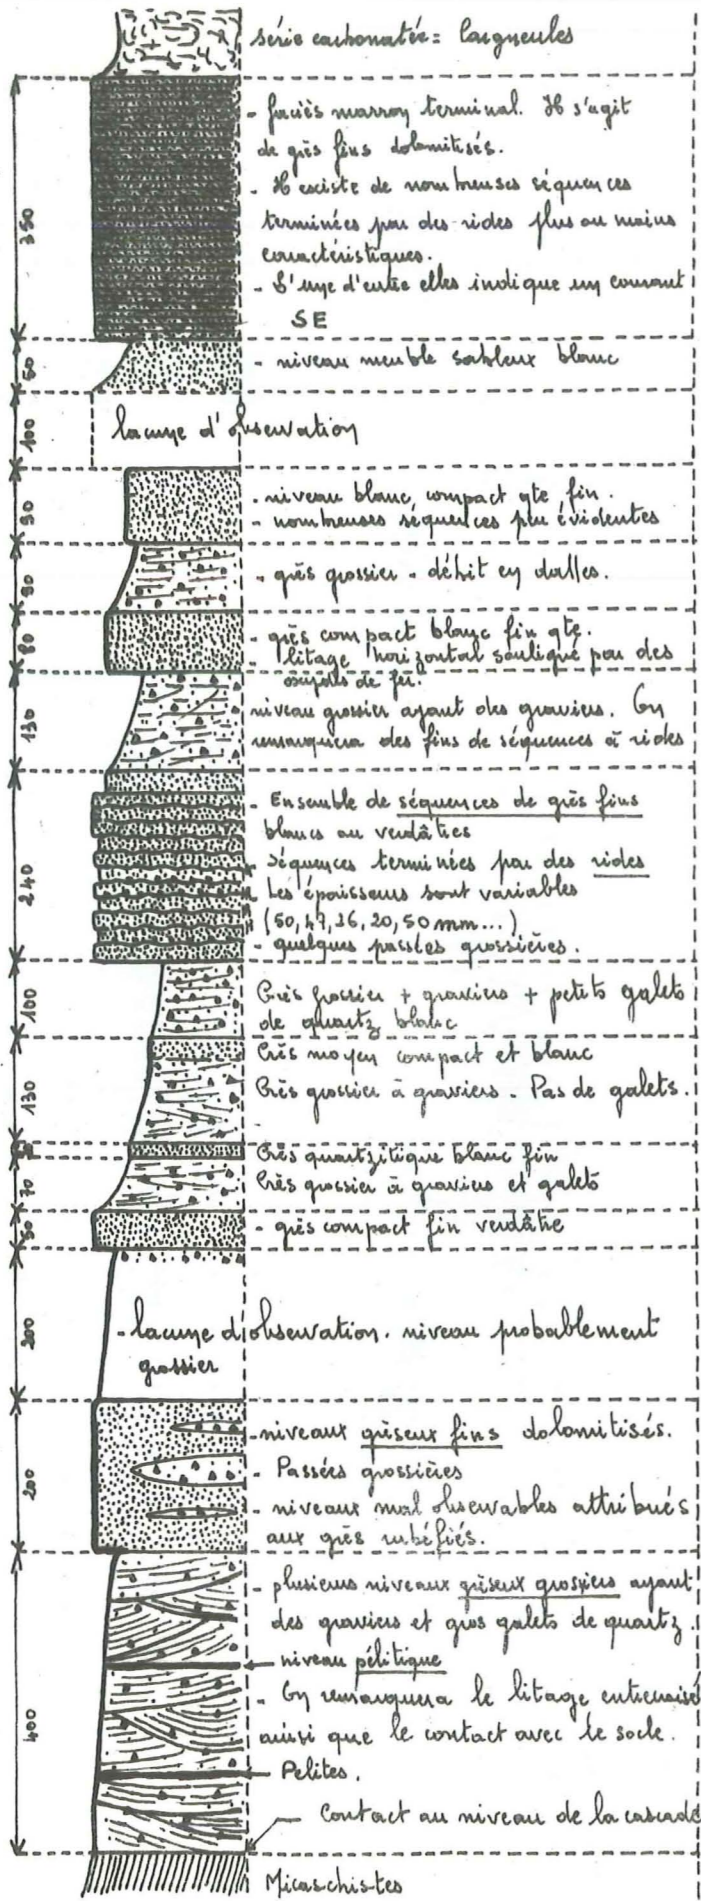 série carbonatée = laigneules
350
- faciès marron terminal. Il s'agit
de grès fins dolomitisés.
- Il existe de nombreuses séquences
terminées par des rides plus ou moins
caractéristiques.
- L'une d'entre elles indique un courant
SE
- niveau meuble sableux blanc
100
lacune d'observation
90
- niveau blanc, compact qte fin.
- nombreuses séquences peu évidentes
90
- grès grossier - débit en dalles.
80
- grès compact blanc fin qte.
- litage horizontal souligné par des
oxydes de fer.
130
niveau grossier ayant des graviers. On
remarquera des fins de séquences à rides
240
- Ensemble de séquences de grès fins
blancs ou verdâtres
Séquences terminées par des rides
Les épaisseurs sont variables
(50, 47, 36, 20, 50 mm...)
- quelques passées grossières.
100
Grès grossier + graviers + petits galets
de quartz blanc
130
Grès moyen compact et blanc
Grès grossier à graviers - Pas de galets.
Grès quartzitique blanc fin
70
Grès grossier à graviers et galets
50
- grès compact fin verdâtre
200
- lacune d'observation. niveau probablement
grossier
200
- niveaux gréseux fins dolomitisés.
- Passées grossières
- niveaux mal observables attribués
aux grès rubéfiés.
400
- plusieurs niveaux gréseux grossiers ayant
des graviers et gros galets de quartz.
niveau pélitique
- On remarquera le litage entrecroisé
ainsi que le contact avec le socle.
Pelites.
Contact au niveau de la cascade
Micaschistes